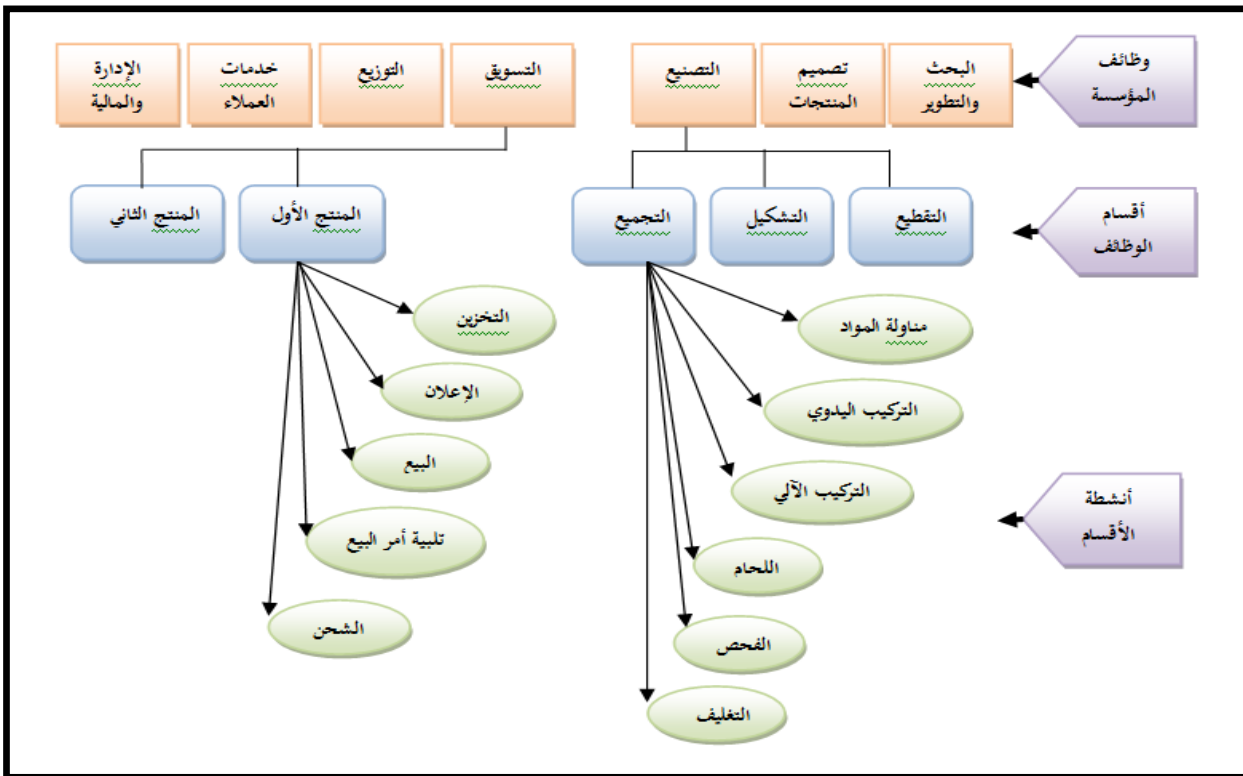 وظائف
المؤسسة
البحث
والتطوير
تصميم
المنتجات
التصنيع
التسويق
التوزيع
خدمات
العملاء
الإدارة
والمالية
أقسام
الوظائف
التقطيع
التشكيل
التجميع
المنتج الأول
المنتج الثاني
أنشطة
الأقسام
مناولة المواد
التركيب اليدوي
التركيب الآلي
اللحام
الفحص
التغليف
التخزين
الإعلان
البيع
تلبية أمر البيع
الشحن